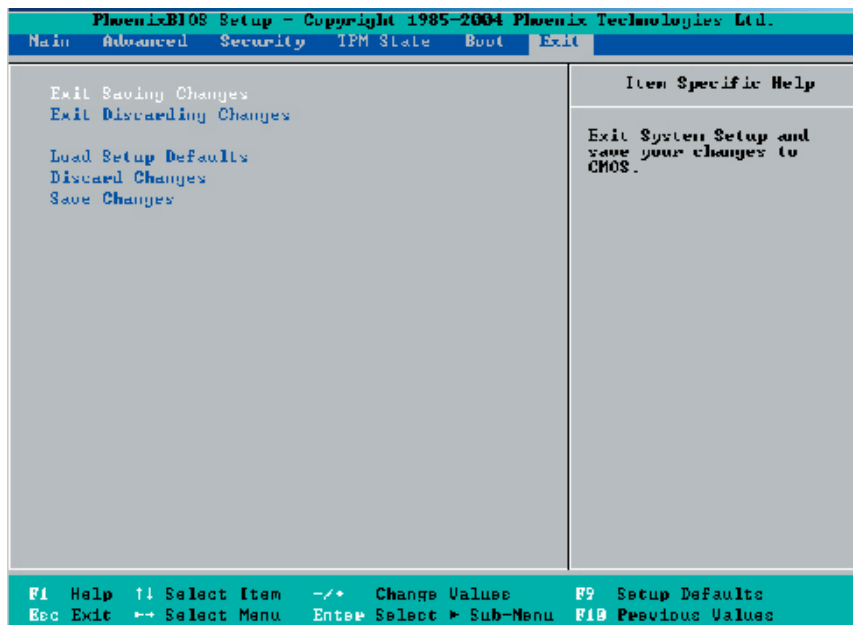 PhoenixBIOS Setup - Copyright 1985-2004 Phoenix Technologies Ltd.
Main Advanced Security TPM State Boot Exit
Exit Saving Changes
Exit Discarding Changes
Load Setup Defaults
Discard Changes
Save Changes
Item Specific Help
Exit System Setup and
save your changes to
CMOS.
F1 Help ↑↓ Select Item -/+ Change Values F9 Setup Defaults
Esc Exit ←→ Select Menu Enter Select ► Sub-Menu F10 Previous Values